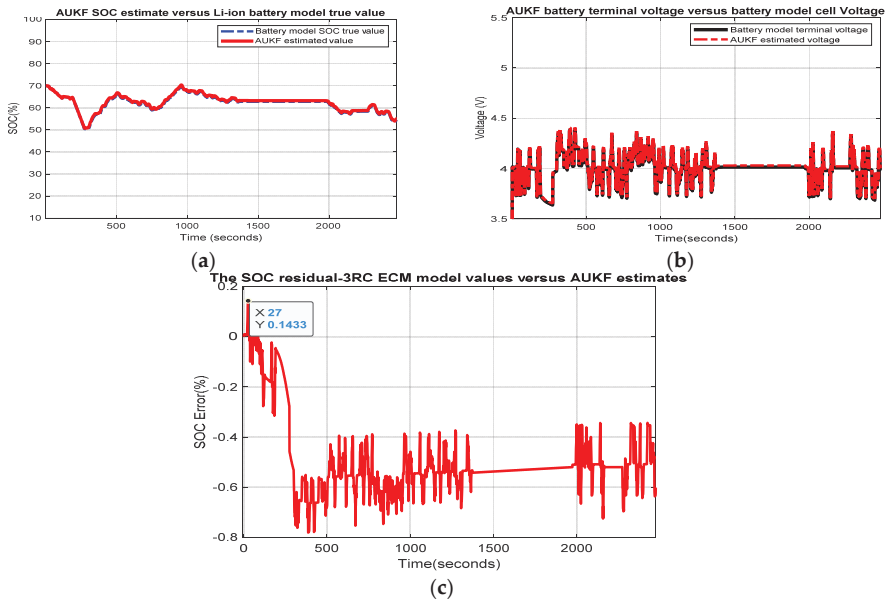 AUKF SOC estimate versus Li-ion battery model true value
100
90
80
70
60
50
40
30
20
10
SOC(%)
Battery model SOC true value
AUKF estimated value
500
1000
1500
2000
Time (seconds)
(a)
AUKF battery terminal voltage versus battery model cell Voltage
5.5
5
4.5
4
3.5
Voltage (V)
Battery model terminal voltage
AUKF estimated voltage
500
1000
1500
2000
Time(seconds)
(b)
The SOC residual-3RC ECM model values versus AUKF estimates
0.2
0
-0.2
-0.4
-0.6
-0.8
SOC Error(%)
X 27
Y 0.1433
0
500
1000
1500
2000
Time(seconds)
(c)